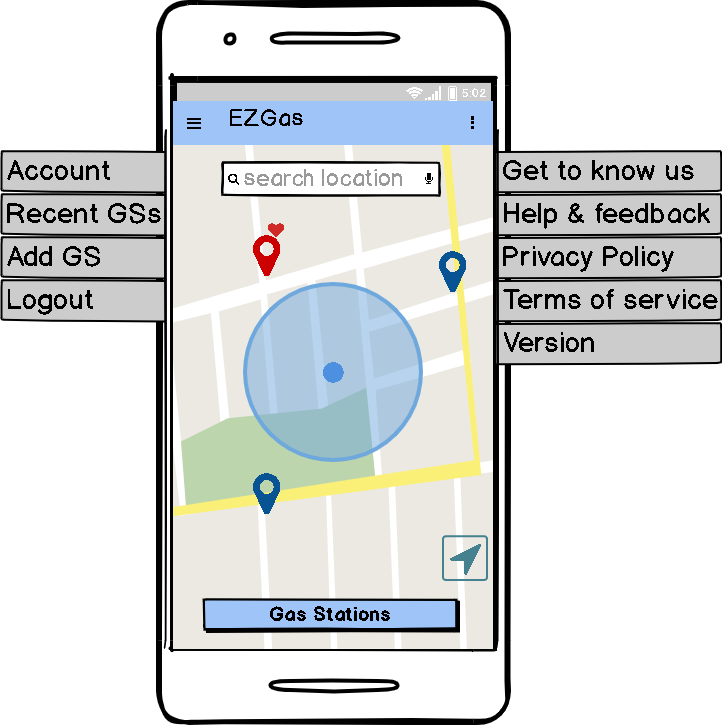 5:02
EZGas
search location
Account
Recent GSs
Add GS
Logout
Get to know us
Help & feedback
Privacy Policy
Terms of service
Version
Gas Stations